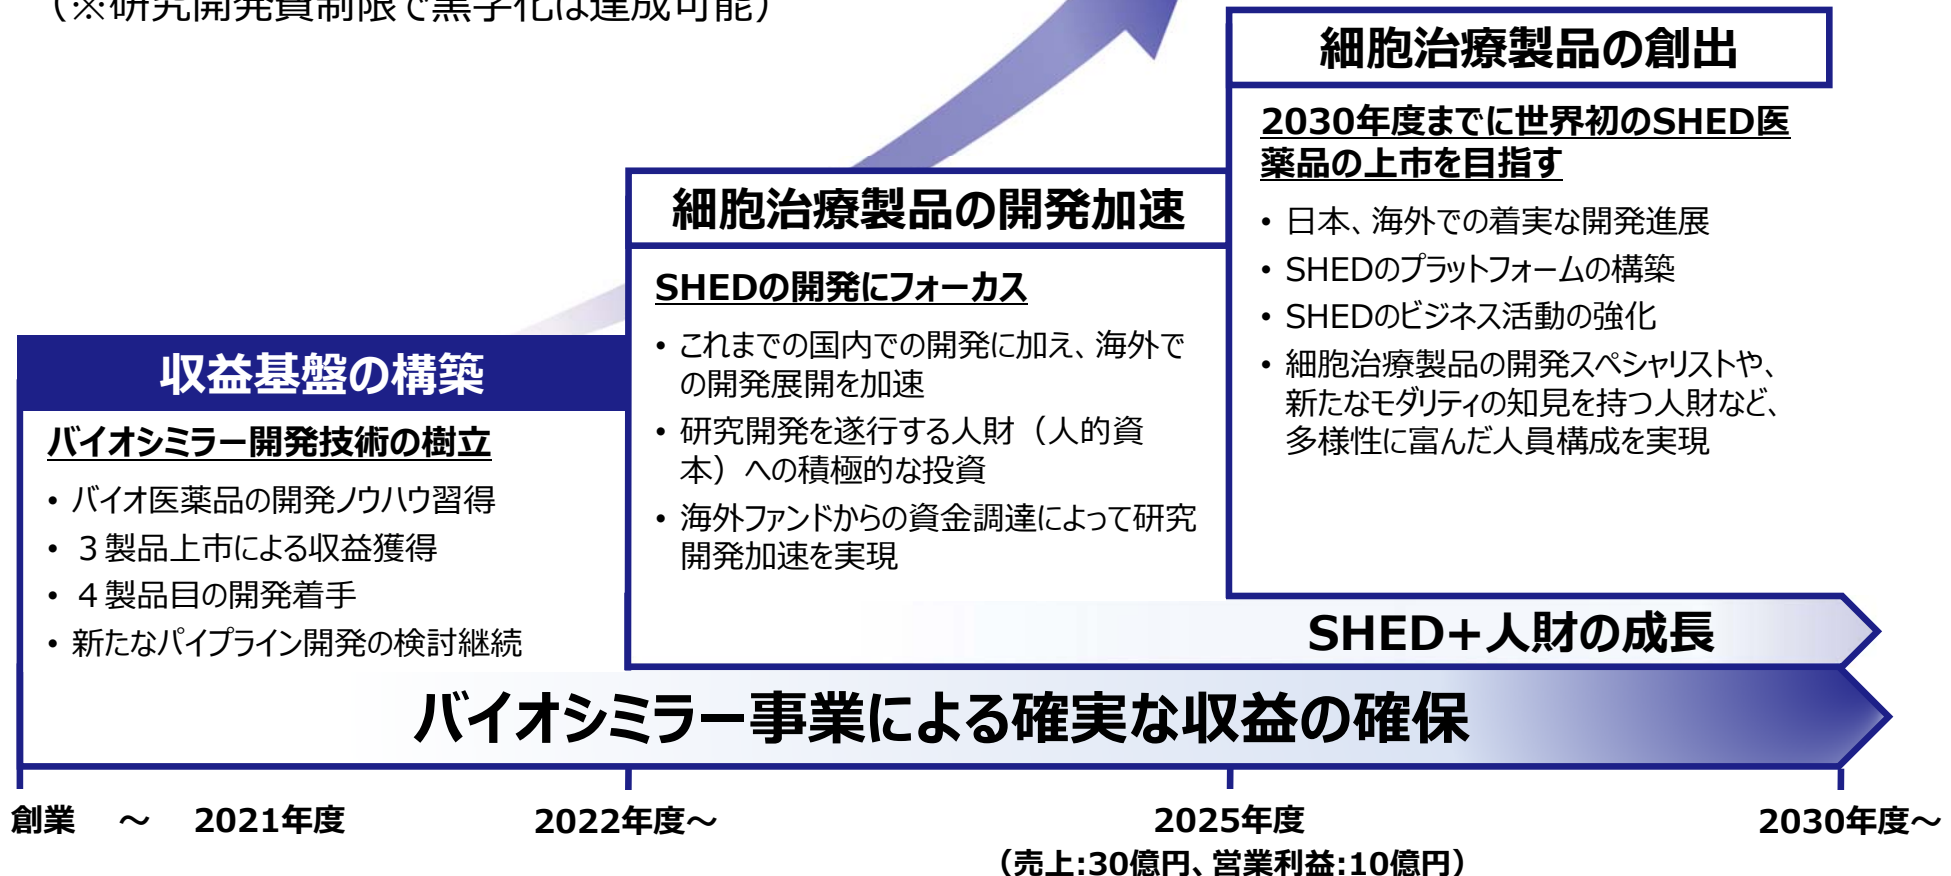 （※研究開発費制限で黒字化は達成可能）
細胞治療製品の創出
2030年度までに世界初のSHED医
薬品の上市を目指す
• 日本、海外での着実な開発進展
• SHEDのプラットフォームの構築
• SHEDのビジネス活動の強化
• 細胞治療製品の開発スペシャリストや、
新たなモダリティの知見を持つ人財など、
多様性に富んだ人員構成を実現
細胞治療製品の開発加速
SHEDの開発にフォーカス
• これまでの国内での開発に加え、海外で
の開発展開を加速
• 研究開発を遂行する人財（人的資
本）への積極的な投資
• 海外ファンドからの資金調達によって研究
開発加速を実現
収益基盤の構築
バイオシミラー開発技術の樹立
• バイオ医薬品の開発ノウハウ習得
• ３製品上市による収益獲得
• ４製品目の開発着手
• 新たなパイプライン開発の検討継続
SHED+人財の成長
バイオシミラー事業による確実な収益の確保
創業 ～ 2021年度
2022年度～
2025年度
（売上:30億円、営業利益:10億円）
2030年度～